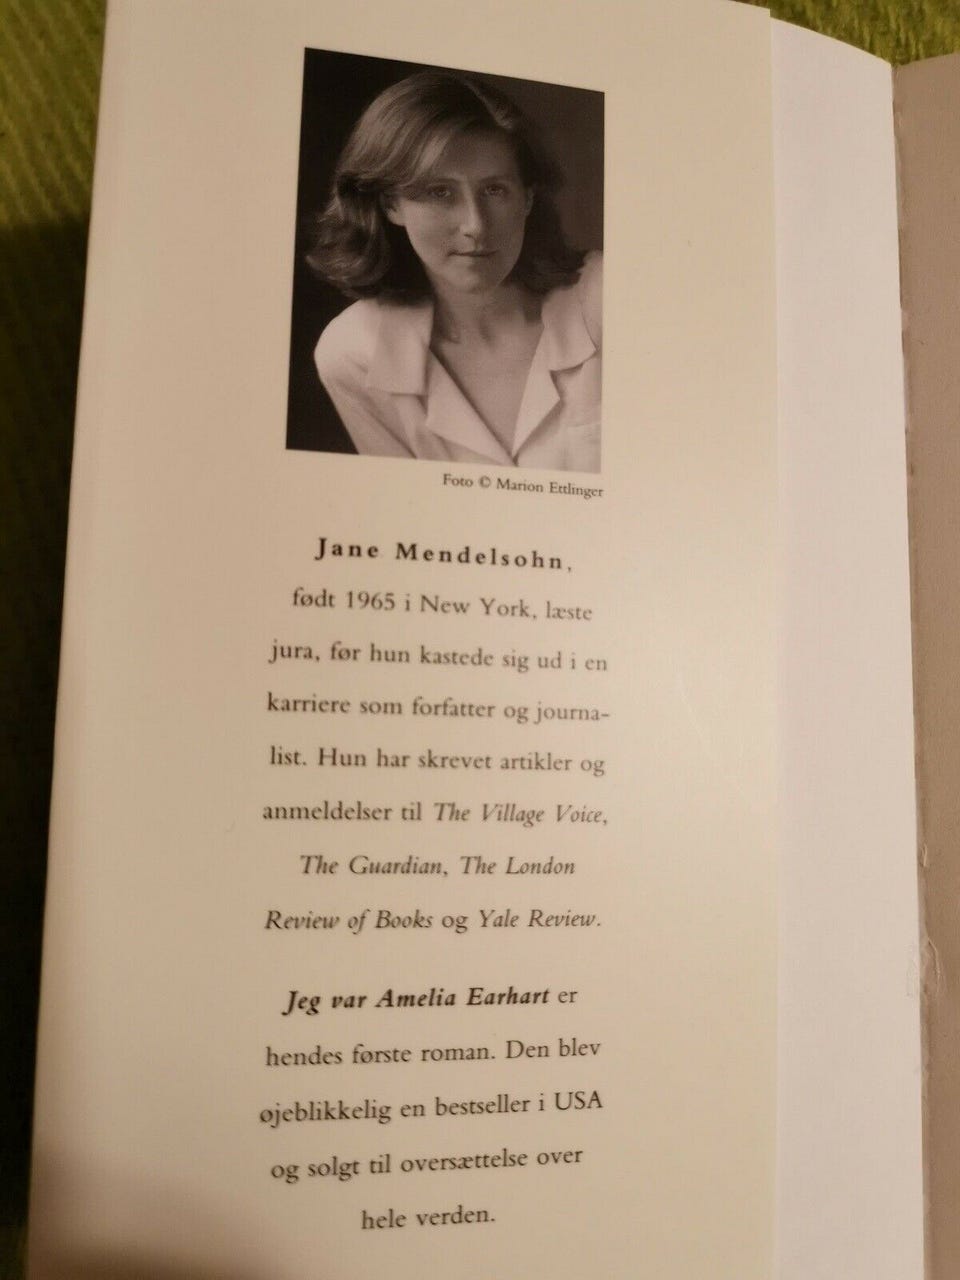 Foto © Marion Ettlinger
Jane Mendelsohn,
født 1965 i New York, læste
jura, før hun kastede sig ud i en
karriere som forfatter og journa-
list. Hun har skrevet artikler og
anmeldelser til The Village Voice,
The Guardian, The London
Review of Books og Yale Review.
Jeg var Amelia Earhart er
hendes første roman. Den blev
øjeblikkelig en bestseller i USA
og solgt til oversættelse over
hele verden.